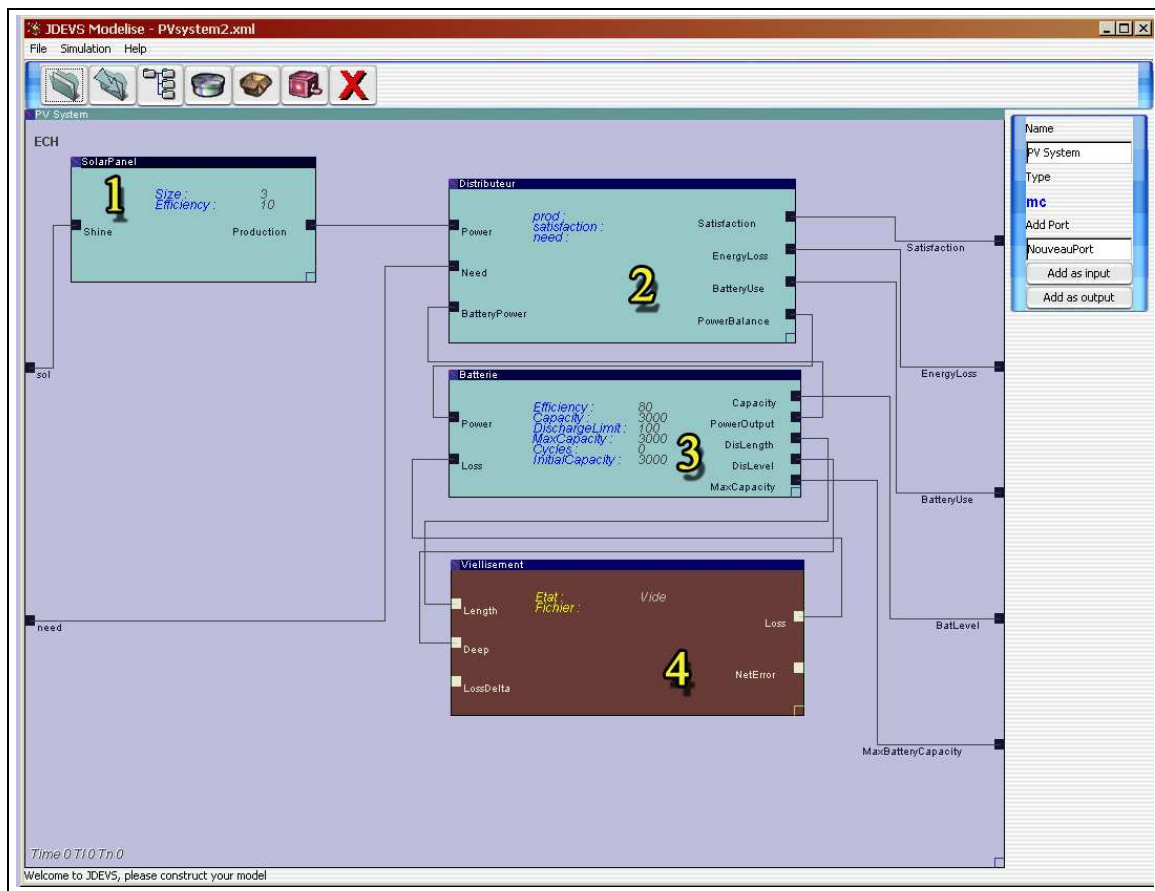 JDEVS Modelise - PVsystem2.xml
File Simulation Help
PV System
ECH
SolarPanel
1
Size : 3
Efficiency : 10
Shine
Production
Distributeur
prod :
satisfaction :
need :
Power
Need
BatteryPower
2
Satisfaction
EnergyLoss
BatteryUse
PowerBalance
Batterie
Efficiency : 80
Capacity : 3000
DischargeLimit : 100
MaxCapacity : 3000
Cycles : 0
InitialCapacity : 3000
Power
Loss
3
Capacity
PowerOutput
DisLength
DisLevel
MaxCapacity
Viellisement
Etat : Vide
Fichier :
Length
Deep
LossDelta
4
Loss
NetError
sol
need
Satisfaction
EnergyLoss
BatteryUse
BatLevel
MaxBatteryCapacity
Name
PV System
Type
mc
Add Port
NouveauPort
Add as input
Add as output
Time 0 Tl 0 Tn 0
Welcome to JDEVS, please construct your model